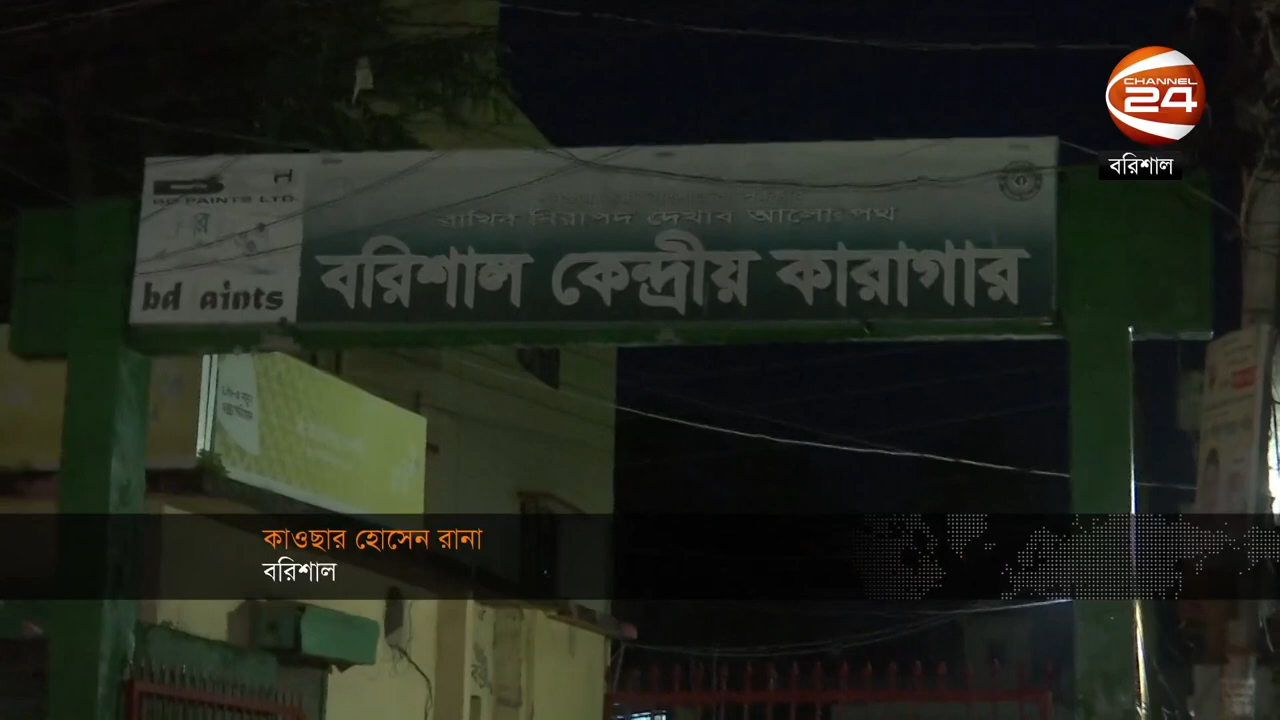 CHANNEL
24
বরিশাল
BD PAINTS LTD
রাখিব নিরাপদ দেখাব আলোর পথ
bd aints
বরিশাল কেন্দ্রীয় কারাগার
কাওছার হোসেন রানা
বরিশাল